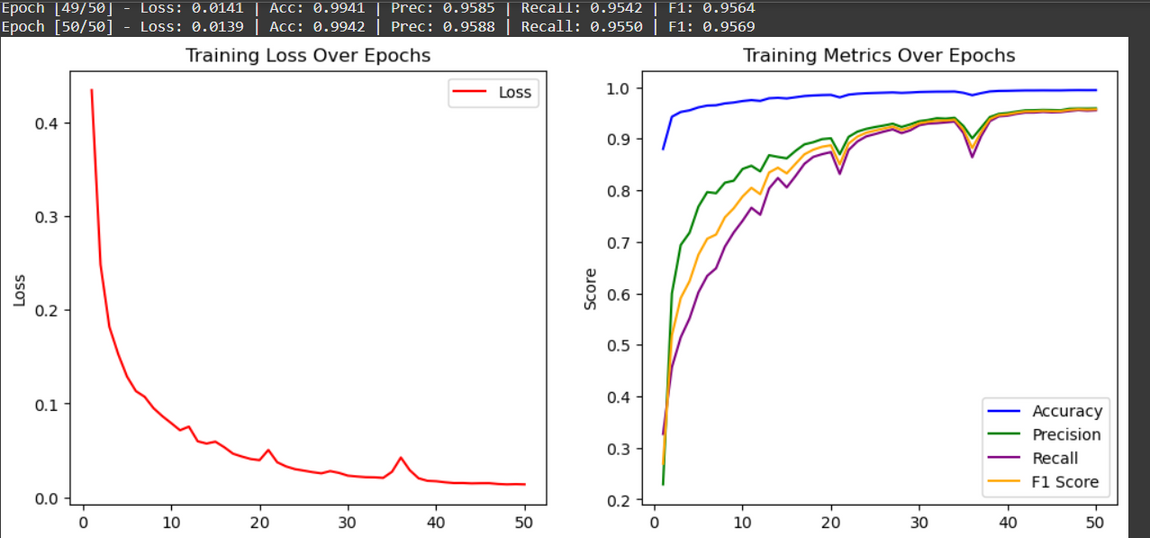 Epoch [49/50] - Loss: 0.0141 | Acc: 0.9941 | Prec: 0.9585 | Recall: 0.9542 | F1: 0.9564
Epoch [50/50] - Loss: 0.0139 | Acc: 0.9942 | Prec: 0.9588 | Recall: 0.9550 | F1: 0.9569
Training Loss Over Epochs
Loss
0.4
0.3
0.2
0.1
0.0
Loss
0 10 20 30 40 50
Training Metrics Over Epochs
1.0
0.9
0.8
0.7
0.6
0.5
0.4
0.3
0.2
Score
Accuracy
Precision
Recall
F1 Score
0 10 20 30 40 50